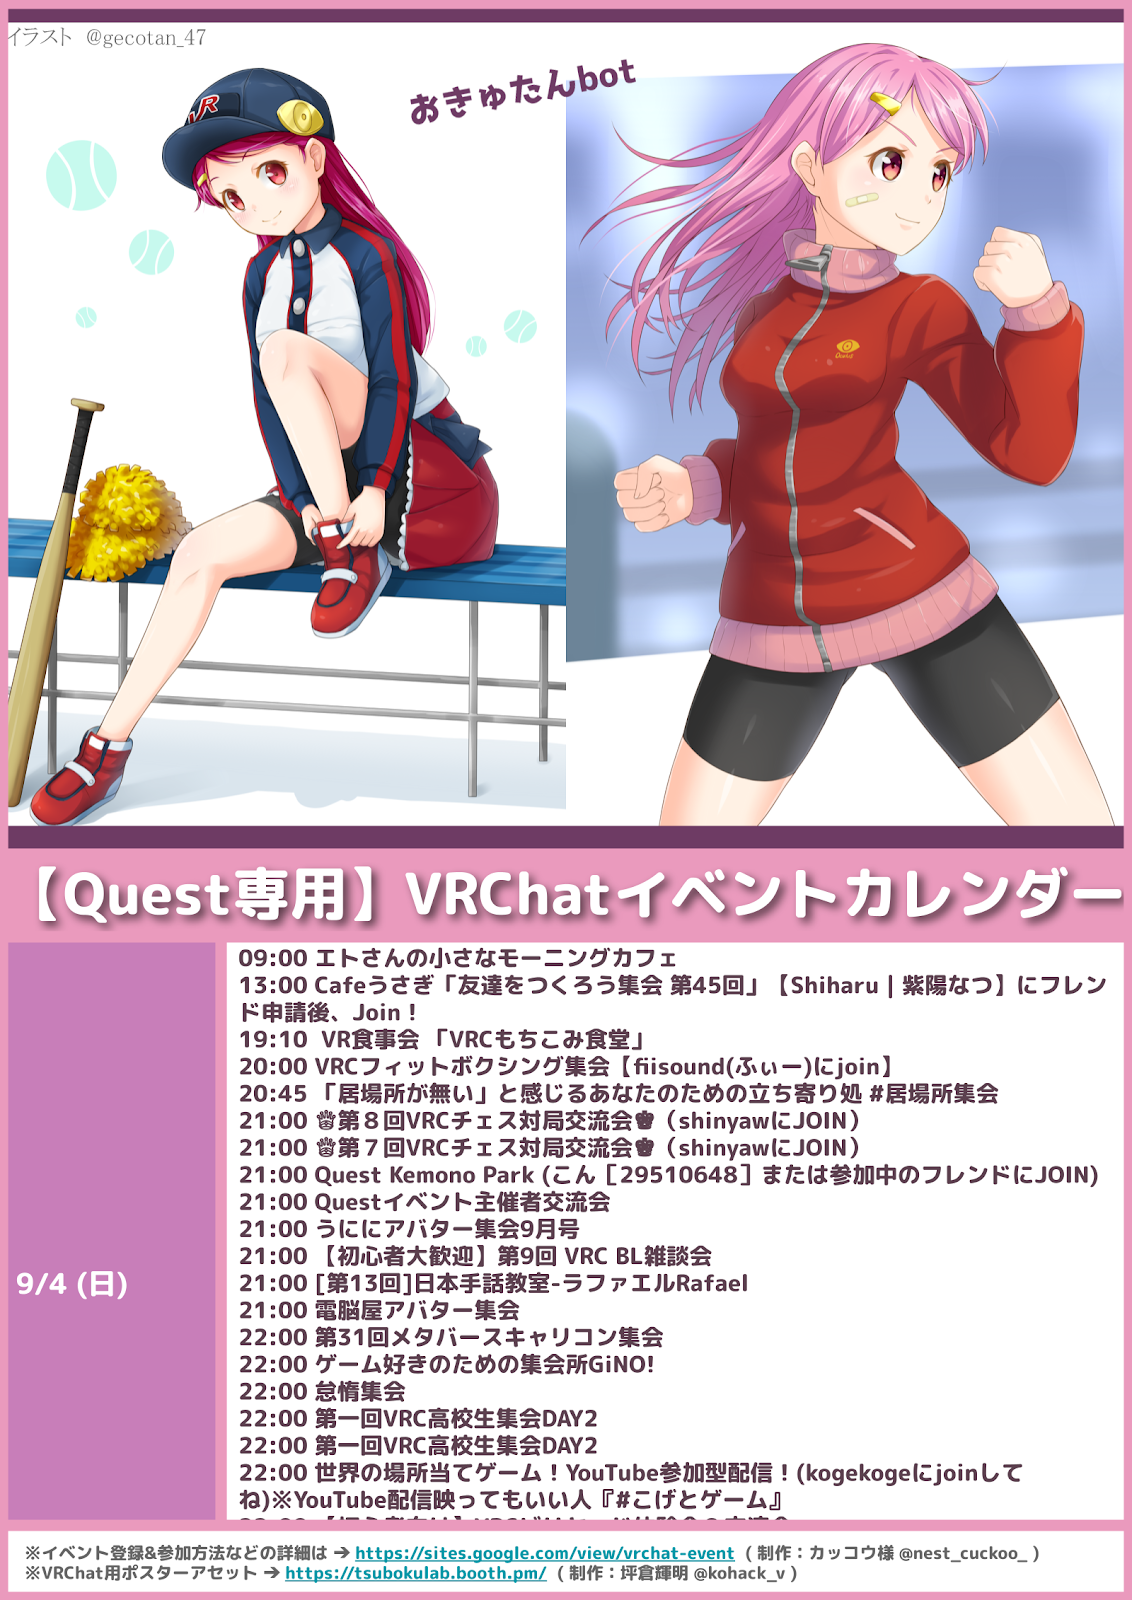 イラスト @gecotan_47
おきゅたんbot
VR
Quest
【Quest専用】VRChatイベントカレンダー
9/4 (日)
09:00 エトさんの小さなモーニングカフェ
13:00 Cafeうさぎ「友達をつくろう集会 第45回」【Shiharu | 紫陽なつ】にフレン
ド申請後、Join！
19:10 VR食事会 「VRCもちこみ食堂」
20:00 VRCフィットボクシング集会【fiisound(ふぃー)にjoin】
20:45 「居場所が無い」と感じるあなたのための立ち寄り処 #居場所集会
21:00 ♕第８回VRCチェス対局交流会♚（shinyawにJOIN）
21:00 ♕第７回VRCチェス対局交流会♚（shinyawにJOIN）
21:00 Quest Kemono Park (こん［29510648］または参加中のフレンドにJOIN)
21:00 Questイベント主催者交流会
21:00 うににアバター集会9月号
21:00 【初心者大歓迎】第9回 VRC BL雑談会
21:00 [第13回]日本手話教室-ラファエルRafael
21:00 電脳屋アバター集会
22:00 第31回メタバースキャリコン集会
22:00 ゲーム好きのための集会所GiNO!
22:00 怠惰集会
22:00 第一回VRC高校生集会DAY2
22:00 第一回VRC高校生集会DAY2
22:00 世界の場所当てゲーム！YouTube参加型配信！(kogekogeにjoinして
ね)※YouTube配信映ってもいい人『#こげとゲーム』
※イベント登録&参加方法などの詳細は ➔ https://sites.google.com/view/vrchat-event ( 制作：カッコウ様 @nest_cuckoo_ )
※VRChat用ポスターアセット ➔ https://tsubokulab.booth.pm/ ( 制作：坪倉輝明 @kohack_v )